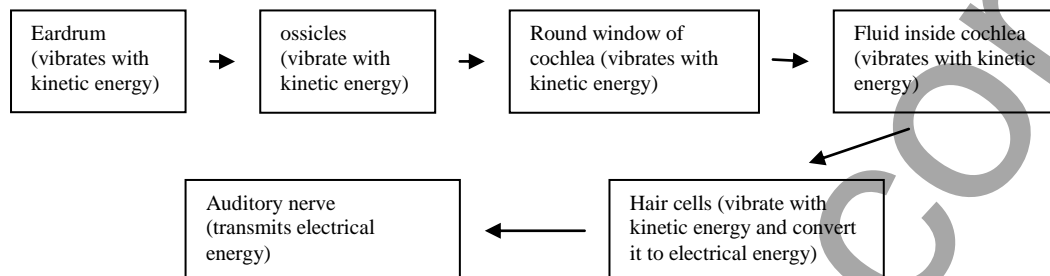 Eardrum
(vibrates with
kinetic energy)
ossicles
(vibrate with
kinetic energy)
Round window of
cochlea (vibrates with
kinetic energy)
Fluid inside cochlea
(vibrates with kinetic
energy)
Hair cells (vibrate with
kinetic energy and convert
it to electrical energy)
Auditory nerve
(transmits electrical
energy)